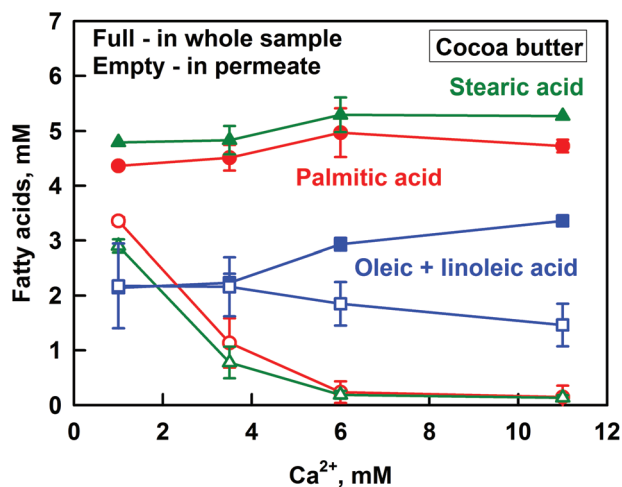 Full - in whole sample
Empty - in permeate
Cocoa butter
Stearic acid
Palmitic acid
Oleic + linoleic acid
Fatty acids, mM
7
6
5
4
3
2
1
0
0 2 4 6 8 10 12
Ca²⁺, mM